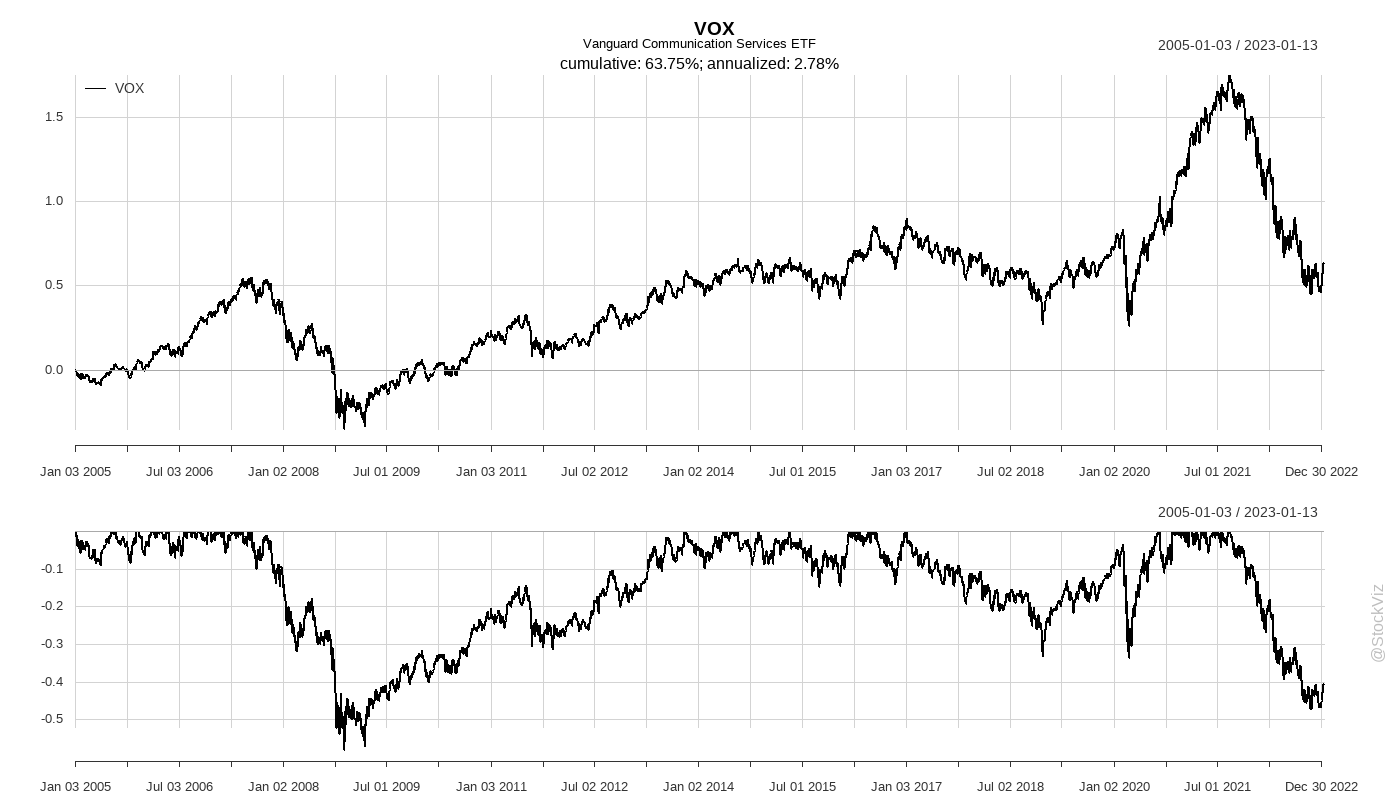 VOX
Vanguard Communication Services ETF
2005-01-03 / 2023-01-13
cumulative: 63.75%; annualized: 2.78%
VOX
1.5
1.0
0.5
0.0
Jan 03 2005 Jul 03 2006 Jan 02 2008 Jul 01 2009 Jan 03 2011 Jul 02 2012 Jan 02 2014 Jul 01 2015 Jan 03 2017 Jul 02 2018 Jan 02 2020 Jul 01 2021 Dec 30 2022
2005-01-03 / 2023-01-13
-0.1
-0.2
-0.3
-0.4
-0.5
Jan 03 2005 Jul 03 2006 Jan 02 2008 Jul 01 2009 Jan 03 2011 Jul 02 2012 Jan 02 2014 Jul 01 2015 Jan 03 2017 Jul 02 2018 Jan 02 2020 Jul 01 2021 Dec 30 2022
@StockViz